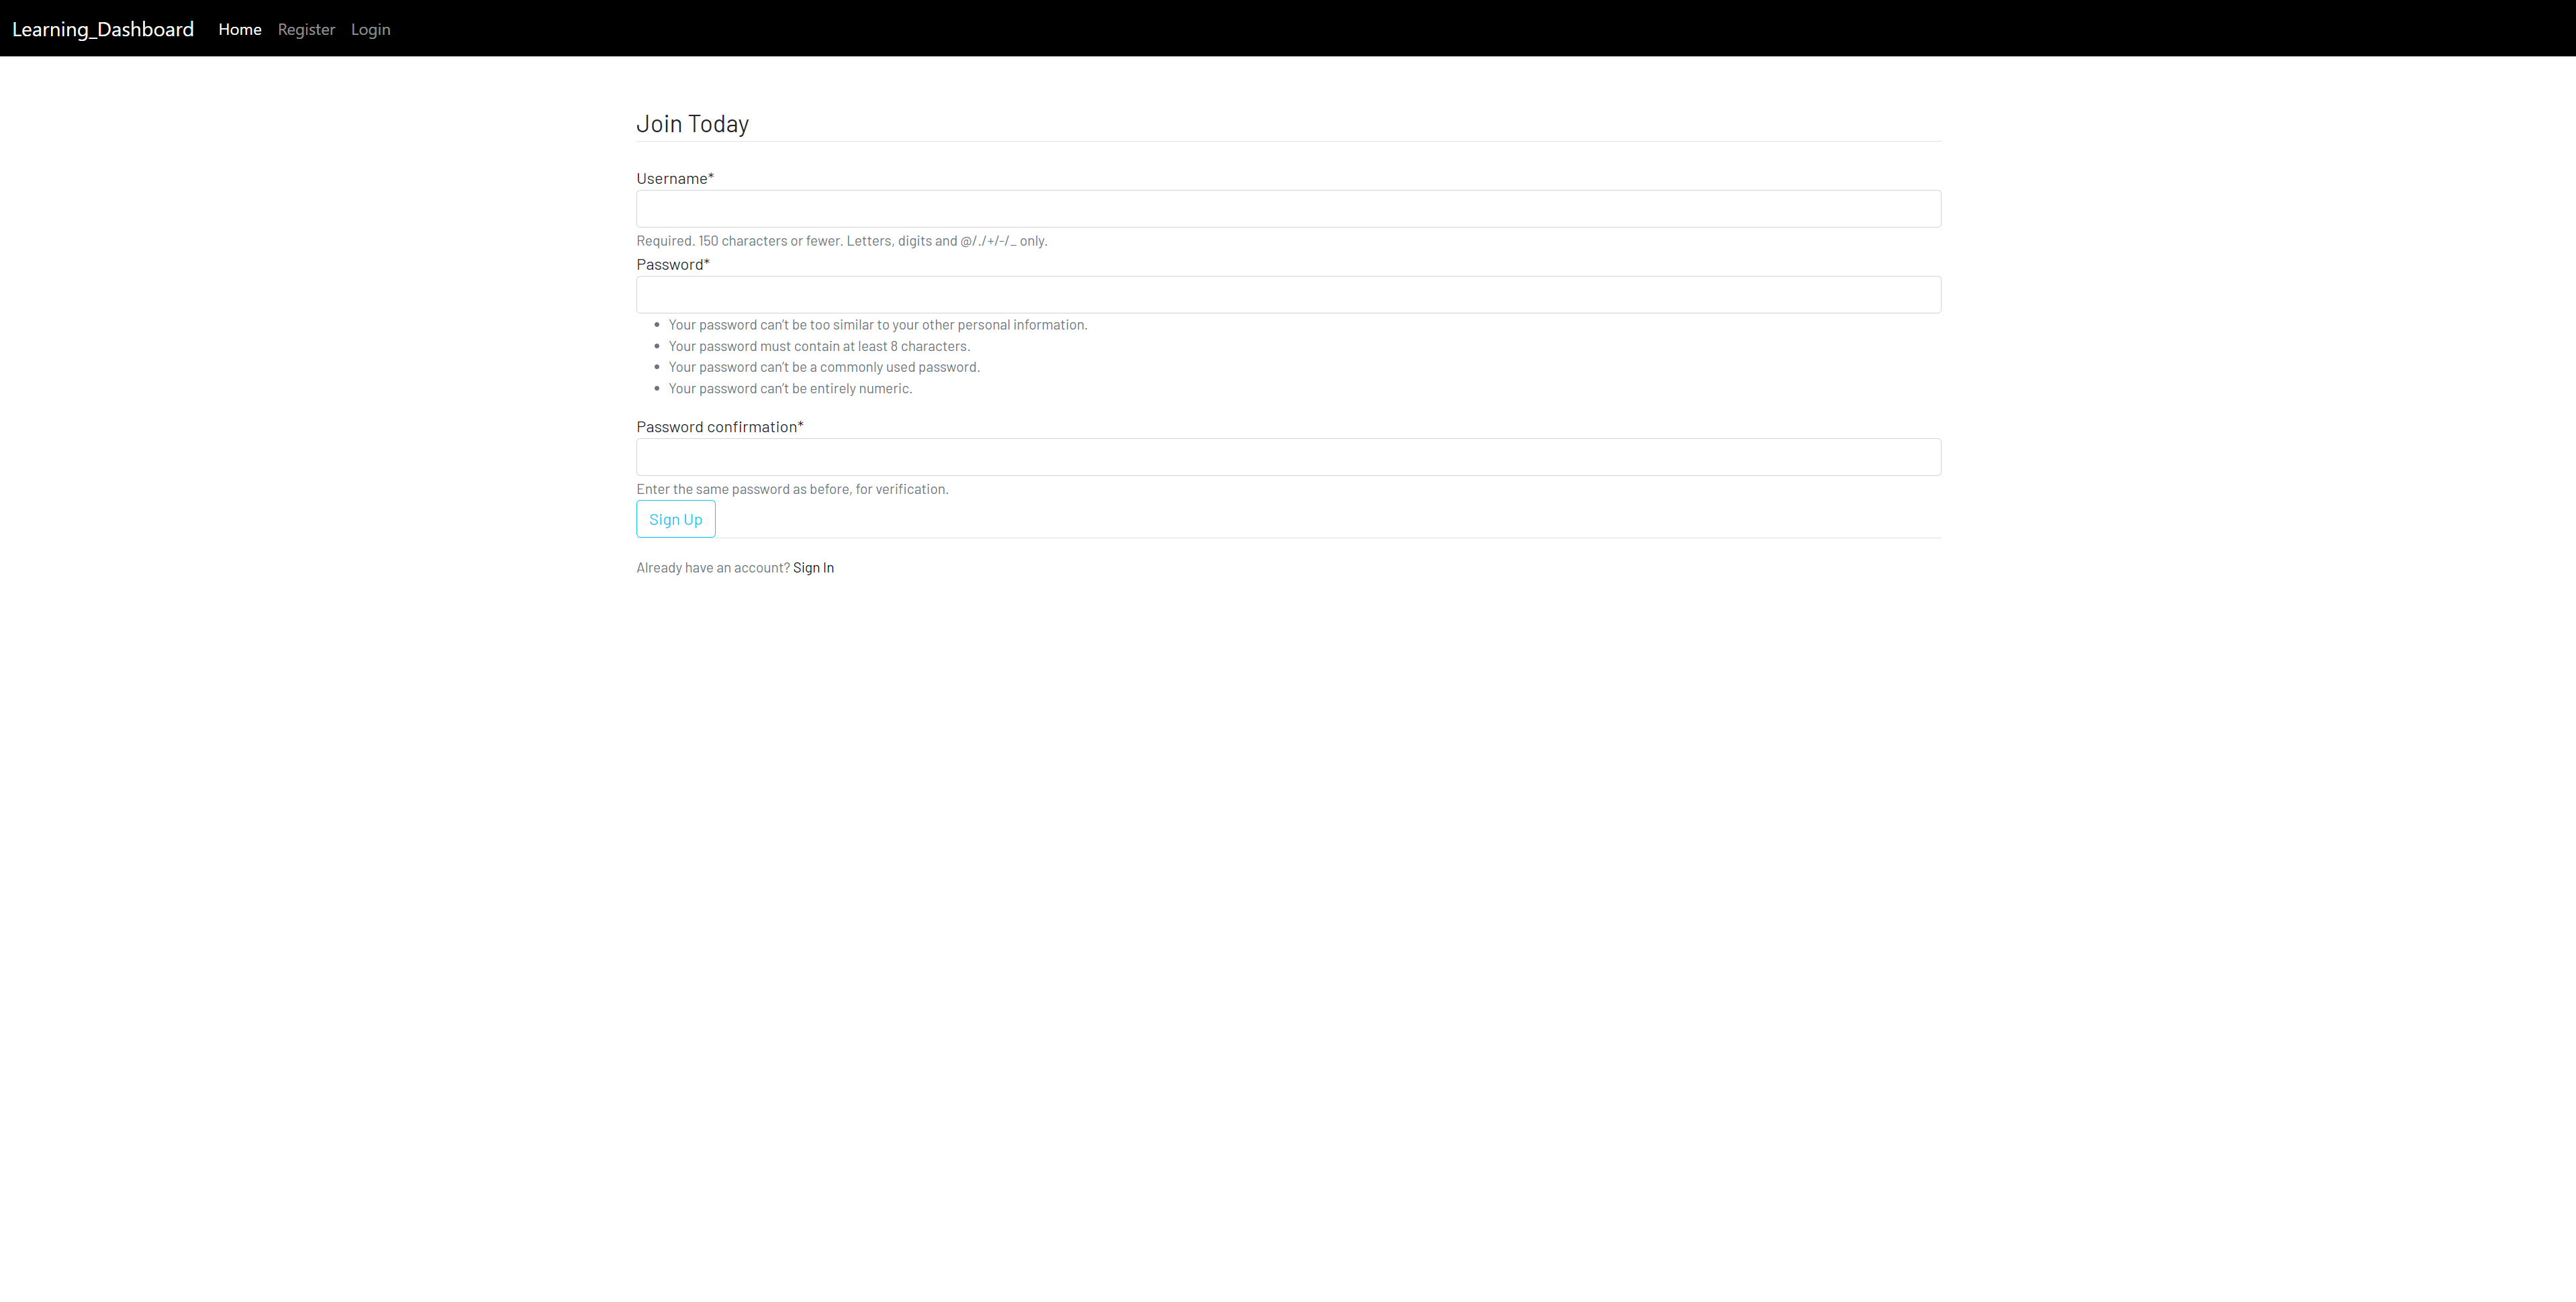 Learning_Dashboard Home Register Login
Join Today
Username*
Required. 150 characters or fewer. Letters, digits and @/./+/-/_ only.
Password*
Your password can't be too similar to your other personal information.
Your password must contain at least 8 characters.
Your password can't be a commonly used password.
Your password can't be entirely numeric.
Password confirmation*
Enter the same password as before, for verification.
Sign Up
Already have an account? Sign In